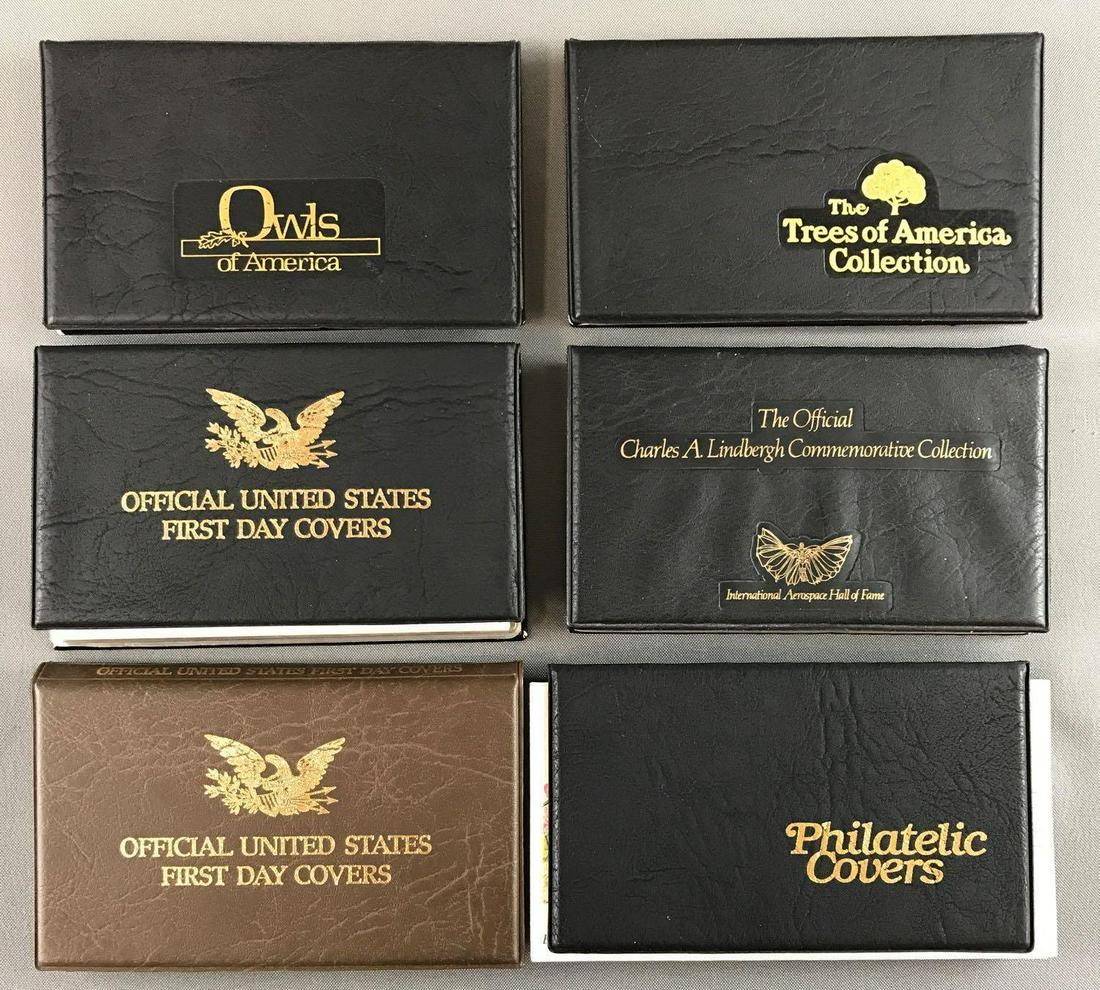 Owls
of America
The
Trees of America
Collection
OFFICIAL UNITED STATES
FIRST DAY COVERS
The Official
Charles A. Lindbergh Commemorative Collection
International Aerospace Hall of Fame
OFFICIAL UNITED STATES FIRST DAY COVERS
OFFICIAL UNITED STATES
FIRST DAY COVERS
Philatelic
Covers